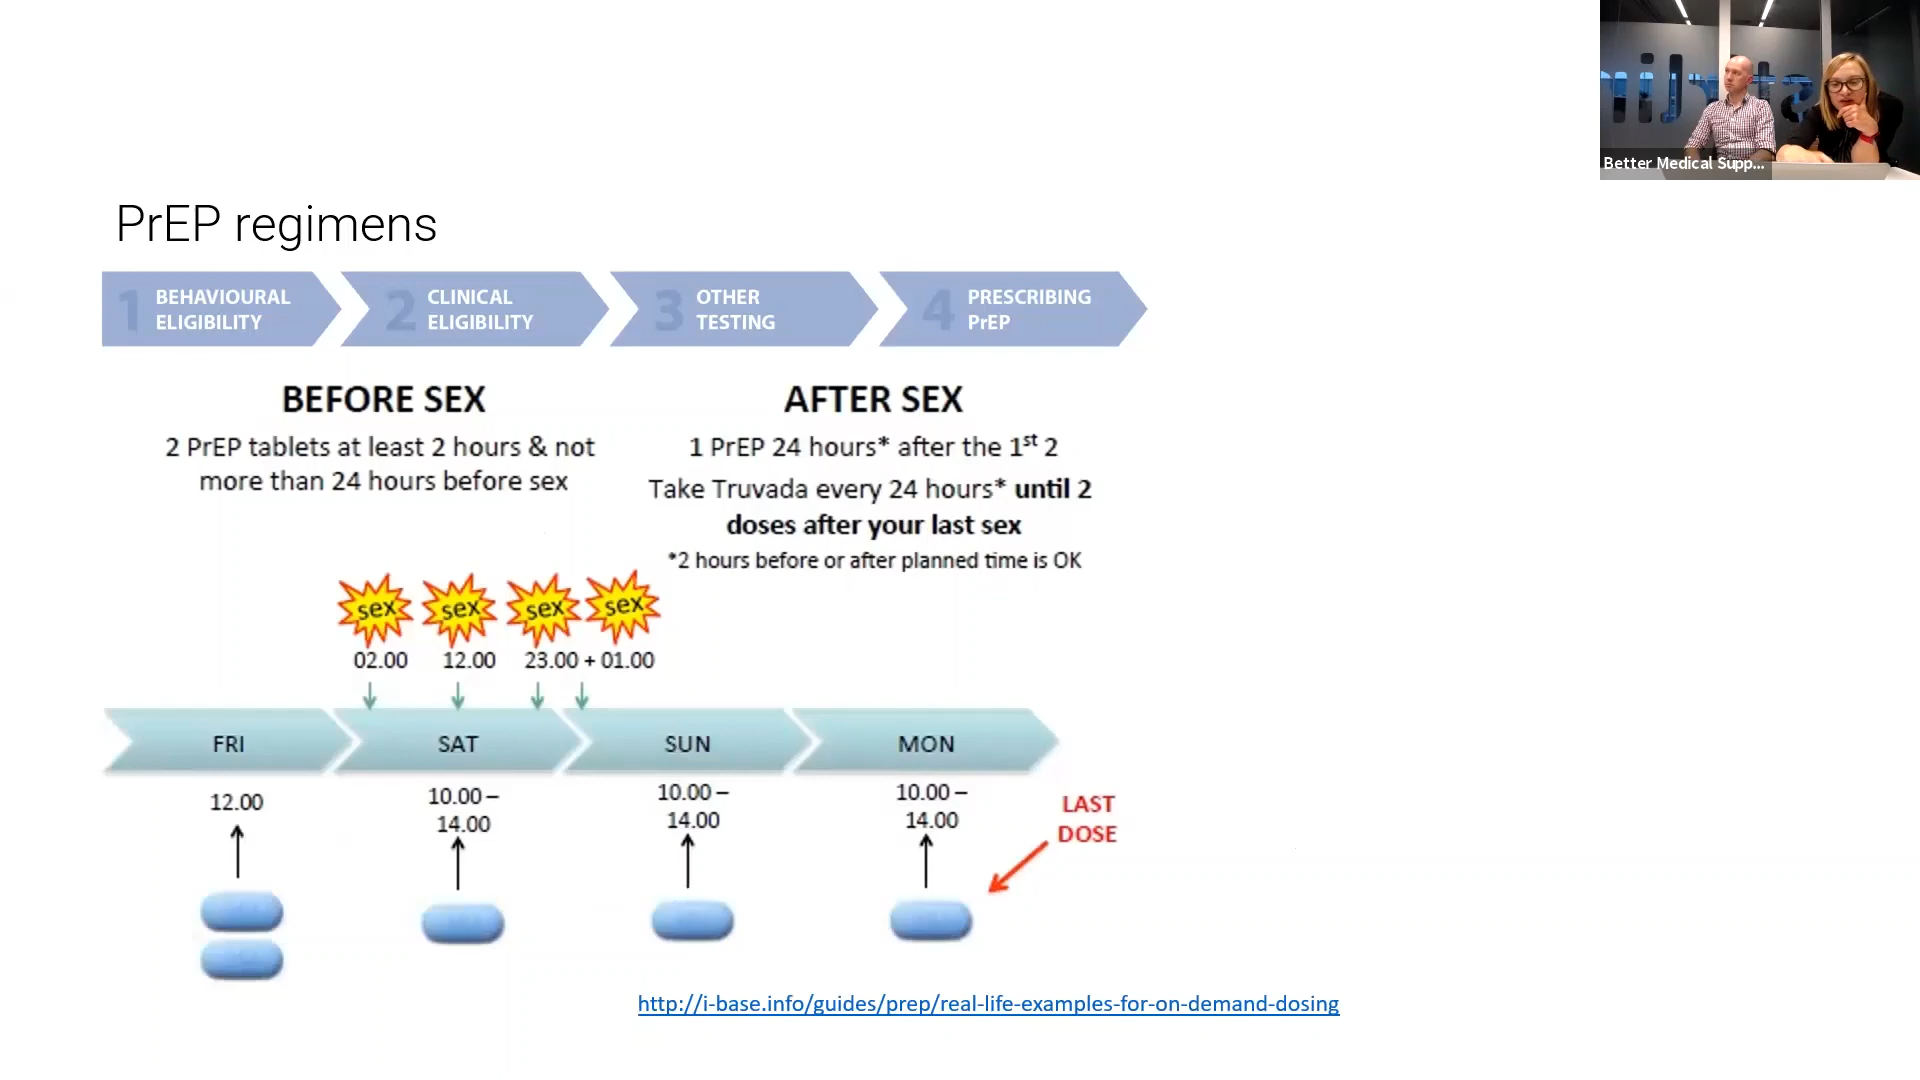 Better Medical Supp...
PrEP regimens
1 BEHAVIOURAL
ELIGIBILITY
2 CLINICAL
ELIGIBILITY
3 OTHER
TESTING
4 PRESCRIBING
PrEP
BEFORE SEX
2 PrEP tablets at least 2 hours & not
more than 24 hours before sex
AFTER SEX
1 PrEP 24 hours* after the 1st 2
Take Truvada every 24 hours* until 2
doses after your last sex
*2 hours before or after planned time is OK
sex sex sex sex
02.00 12.00 23.00 + 01.00
FRI SAT SUN MON
12.00
10.00 –
14.00
10.00 –
14.00
10.00 –
14.00
LAST
DOSE
http://i-base.info/guides/prep/real-life-examples-for-on-demand-dosing